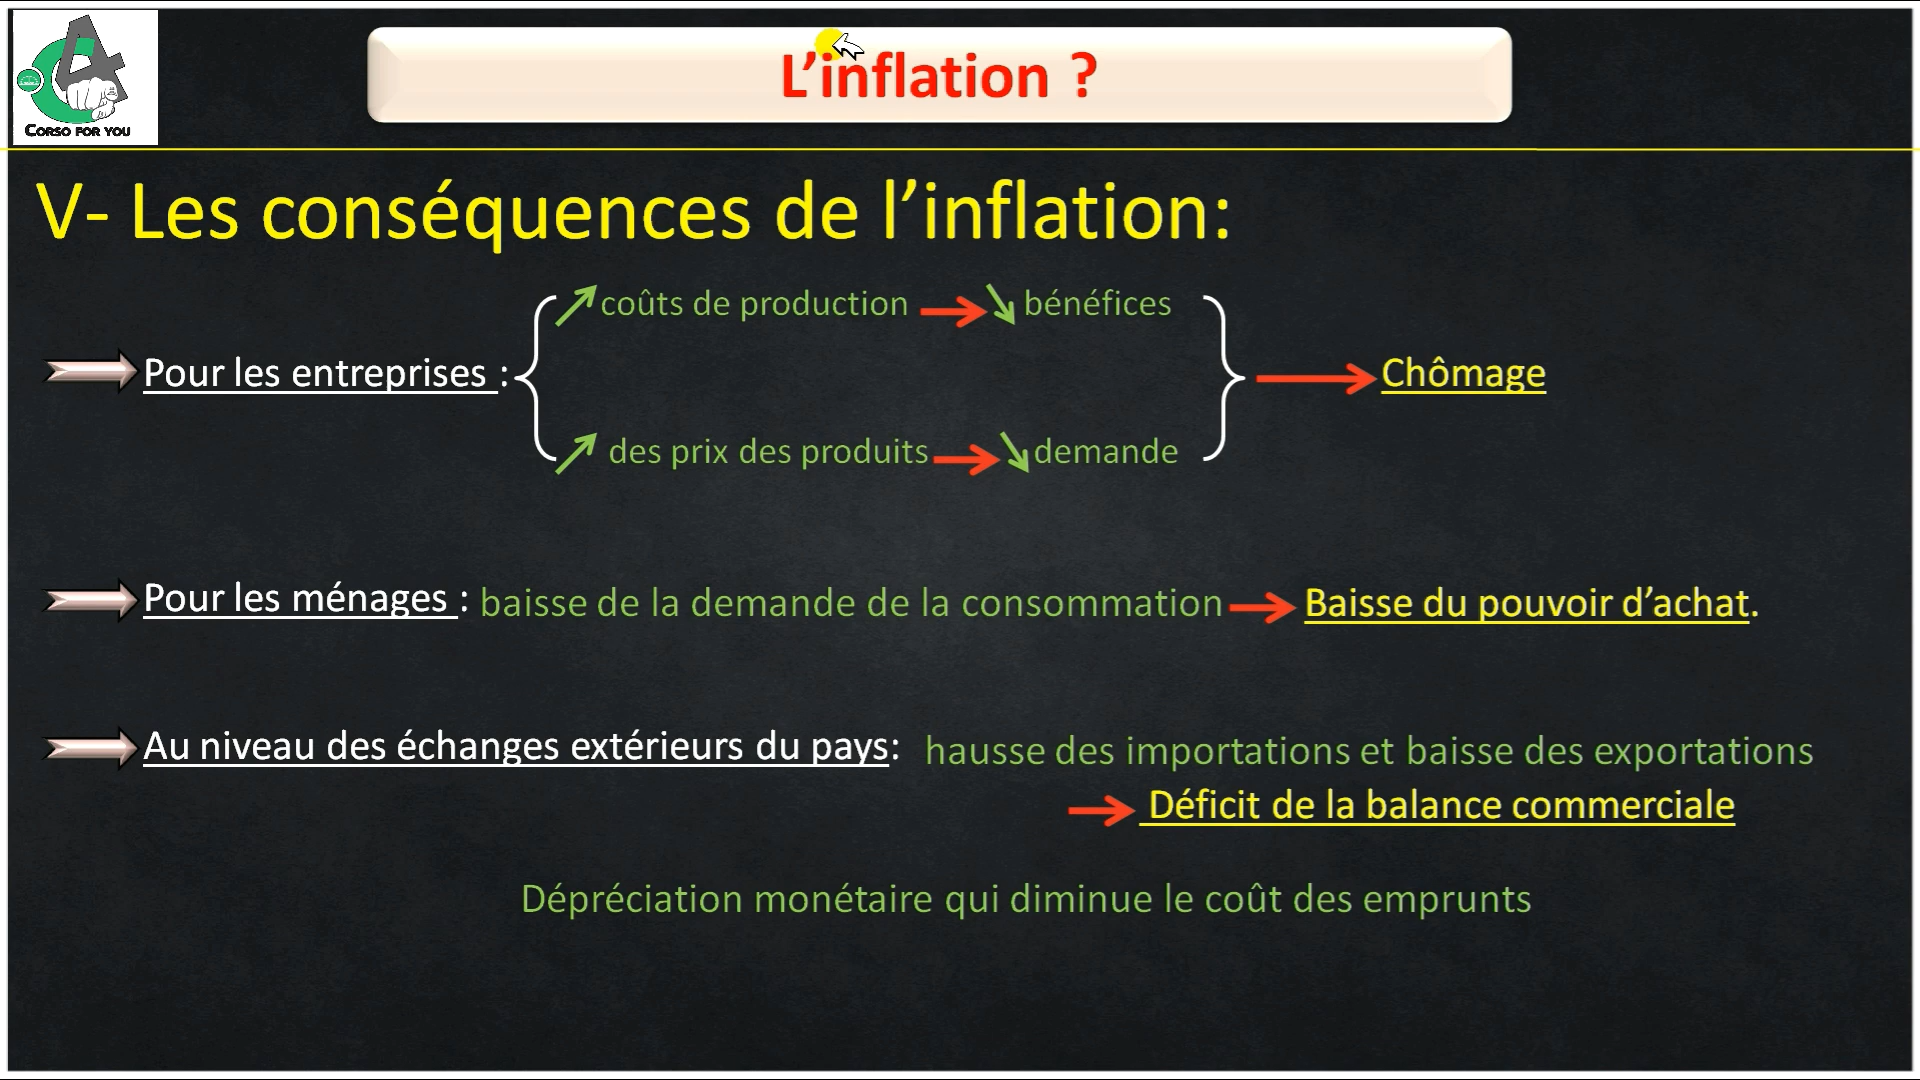 CORSO FOR YOU
L’inflation ?
V- Les conséquences de l’inflation:
coûts de production bénéfices
Pour les entreprises : Chômage
des prix des produits demande
Pour les ménages : baisse de la demande de la consommation Baisse du pouvoir d’achat.
Au niveau des échanges extérieurs du pays: hausse des importations et baisse des exportations
Déficit de la balance commerciale
Dépréciation monétaire qui diminue le coût des emprunts